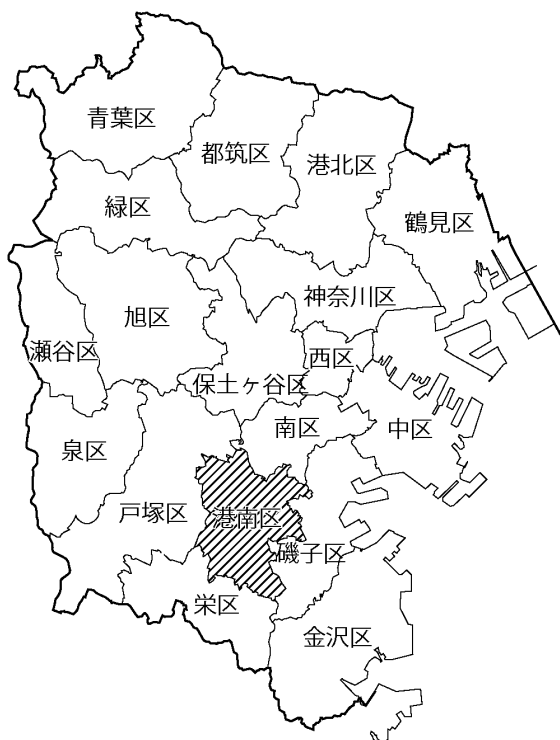 青葉区
都筑区
港北区
緑区
鶴見区
神奈川区
旭区
瀬谷区
西区
保土ヶ谷区
南区
中区
泉区
戸塚区
港南区
磯子区
栄区
金沢区